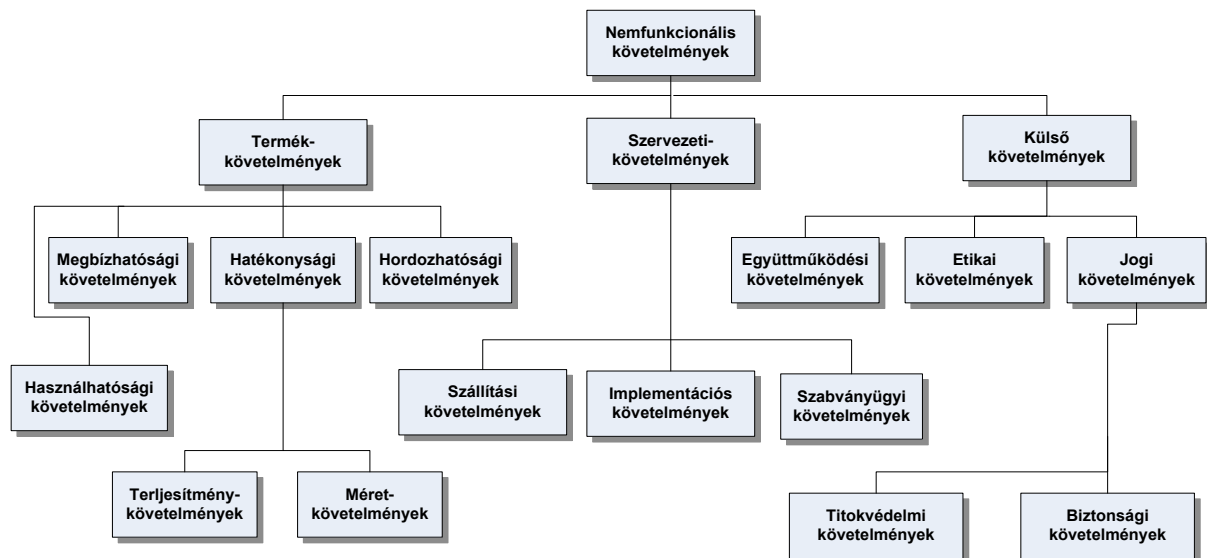 Nemfunkcionális
követelmények
Termék-
követelmények
Szervezeti-
követelmények
Külső
követelmények
Megbízhatósági
követelmények
Hatékonysági
követelmények
Hordozhatósági
követelmények
Együttműködési
követelmények
Etikai
követelmények
Jogi
követelmények
Használhatósági
követelmények
Szállítási
követelmények
Implementációs
követelmények
Szabványügyi
követelmények
Terljesítmény-
követelmények
Méret-
követelmények
Titokvédelmi
követelmények
Biztonsági
követelmények